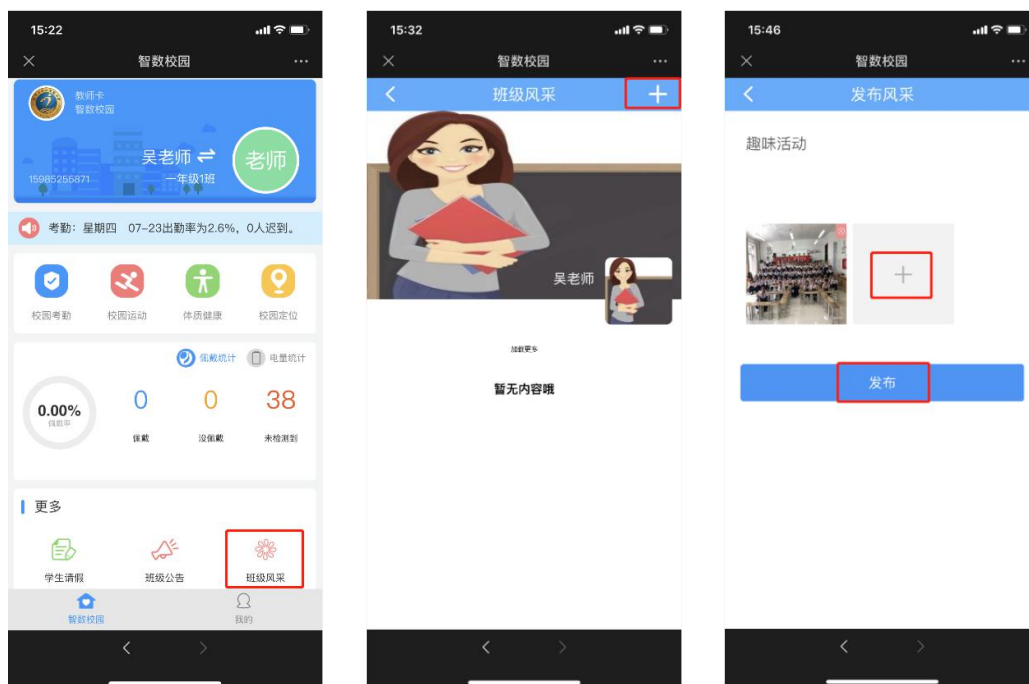 15:22
智数校园
教师卡
智数校园
吴老师
一年级1班
15985256871
老师
考勤：星期四 07-23出勤率为2.6%，0人迟到。
校园考勤 校园运动 体质健康 校园定位
佩戴统计 电量统计
0.00%
佩戴率
0 0 38
佩戴 没佩戴 未检测到
更多
学生请假 班级公告 班级风采
智数校园 我的
15:32
智数校园
班级风采
吴老师
加载更多
暂无内容哦
15:46
智数校园
发布风采
趣味活动
发布